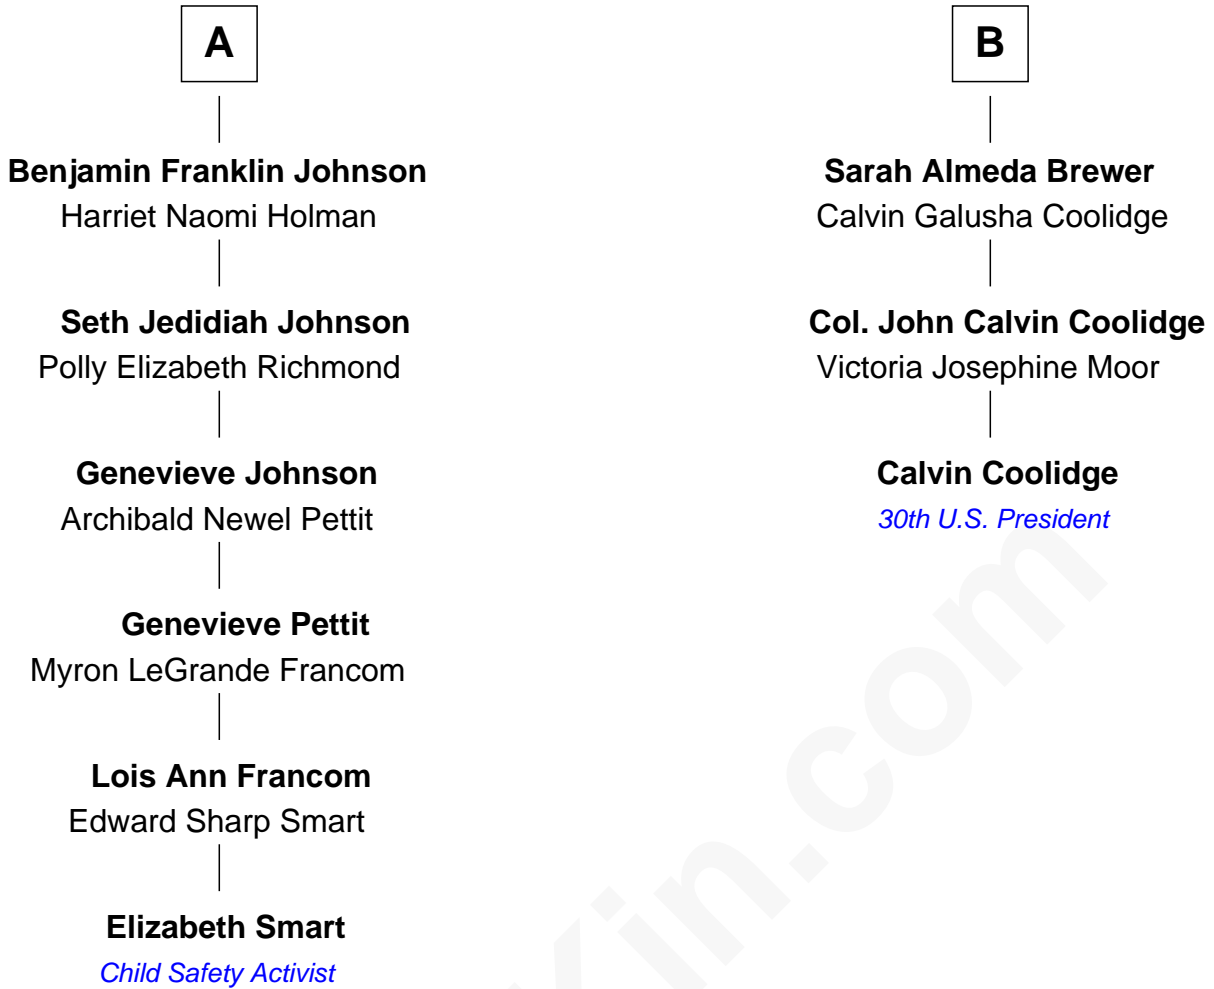 A
Benjamin Franklin Johnson
Harriet Naomi Holman
Seth Jedidiah Johnson
Polly Elizabeth Richmond
Genevieve Johnson
Archibald Newel Pettit
Genevieve Pettit
Myron LeGrande Francom
Lois Ann Francom
Edward Sharp Smart
Elizabeth Smart
Child Safety Activist
B
Sarah Almeda Brewer
Calvin Galusha Coolidge
Col. John Calvin Coolidge
Victoria Josephine Moor
Calvin Coolidge
30th U.S. President
Kin.com